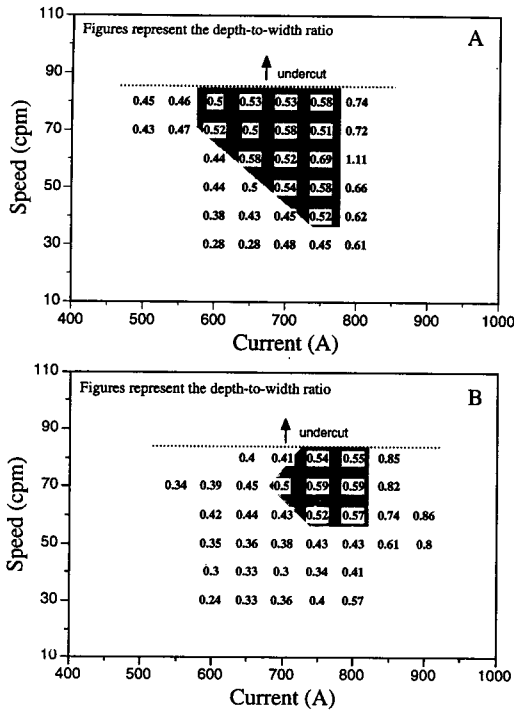 Figures represent the depth-to-width ratio
A
undercut
110
90
70
50
30
10
Speed (cpm)
0.45 0.46 0.5 0.53 0.53 0.58 0.74
0.43 0.47 0.52 0.5 0.58 0.51 0.72
0.44 0.58 0.52 0.69 1.11
0.44 0.5 0.54 0.58 0.66
0.38 0.43 0.45 0.52 0.62
0.28 0.28 0.48 0.45 0.61
400 500 600 700 800 900 1000
Current (A)
Figures represent the depth-to-width ratio
B
undercut
110
90
70
50
30
10
Speed (cpm)
0.4 0.41 0.54 0.55 0.85
0.34 0.39 0.45 0.5 0.59 0.59 0.82
0.42 0.44 0.43 0.52 0.57 0.74 0.86
0.35 0.36 0.38 0.43 0.43 0.61 0.8
0.3 0.33 0.3 0.34 0.41
0.24 0.33 0.36 0.4 0.57
400 500 600 700 800 900 1000
Current (A)